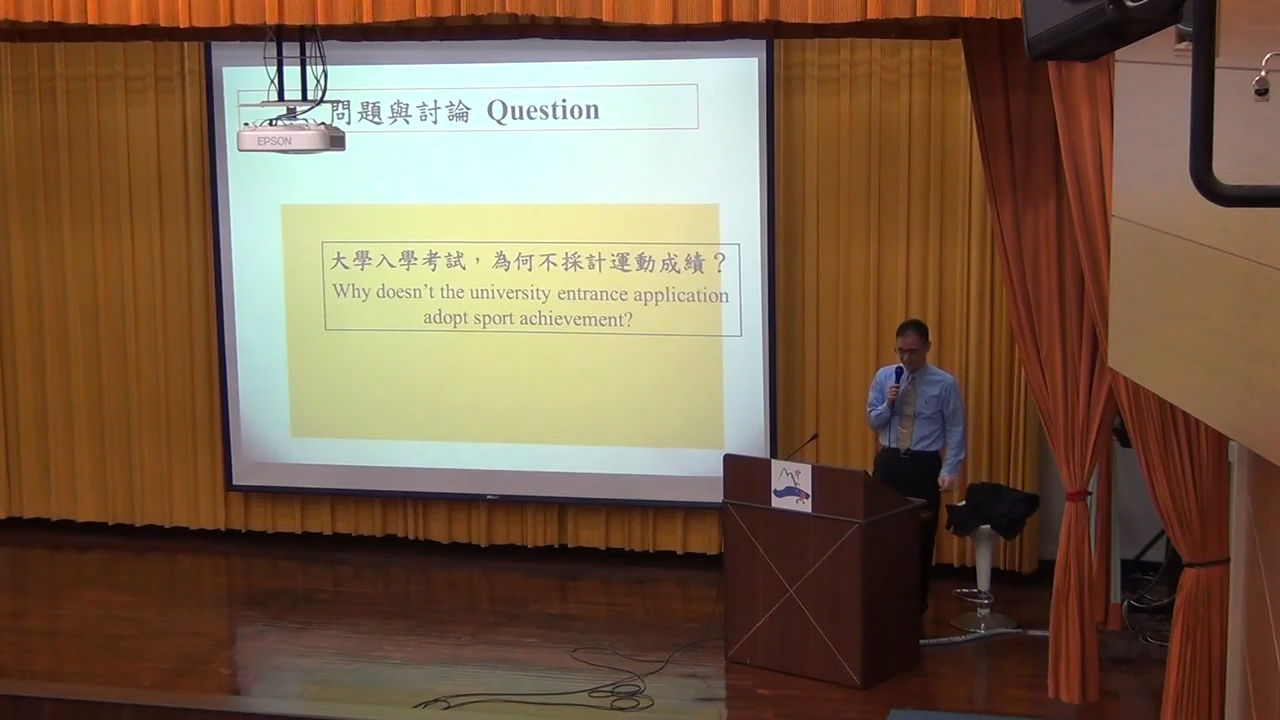 問題與討論 Question
EPSON
大學入學考試，為何不採計運動成績？
Why doesn't the university entrance application
adopt sport achievement?